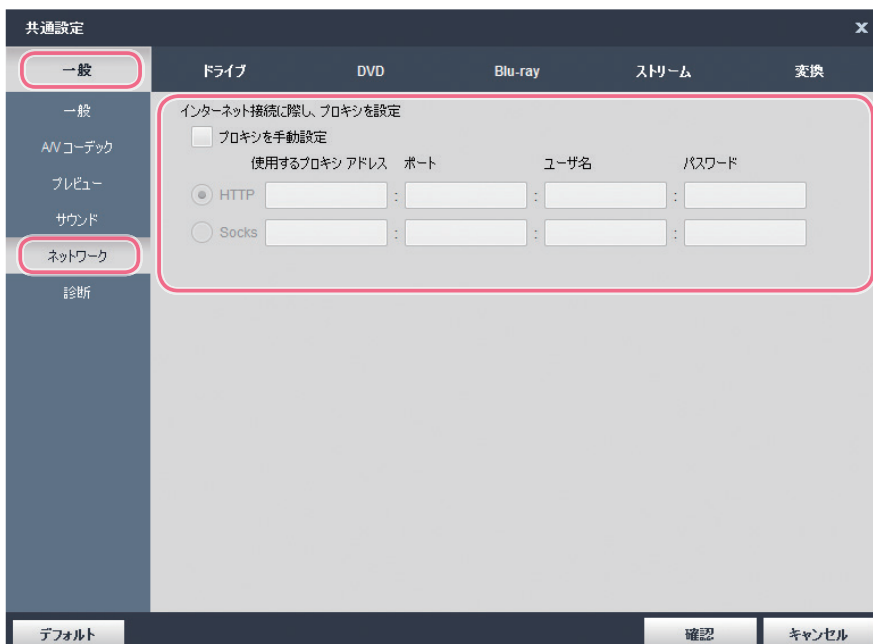 共通設定 x
一般 ドライブ DVD Blu-ray ストリーム 変換
一般
A/V コーデック
プレビュー
サウンド
ネットワーク
診断
インターネット接続に際し、プロキシを設定
プロキシを手動設定
使用するプロキシ アドレス ポート ユーザ名 パスワード
HTTP : : :
Socks : : :
デフォルト 確認 キャンセル